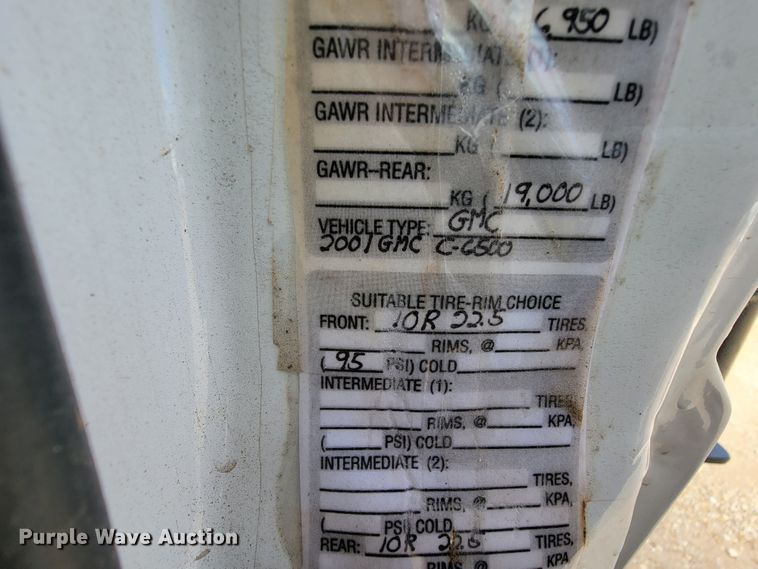 KG 6,950 LB)
GAWR INTERMEDIATE (1):
KG ( LB)
GAWR INTERMEDIATE (2):
KG ( LB)
GAWR-REAR:
KG ( 19,000 LB)
VEHICLE TYPE: GMC
2001 GMC C-6500
SUITABLE TIRE-RIM CHOICE
FRONT: 10R 22.5 TIRES,
RIMS, @ KPA,
( 95 PSI) COLD
INTERMEDIATE (1):
TIRES
RIMS, @ KPA,
( PSI) COLD
INTERMEDIATE (2):
TIRES,
RIMS, @ KPA,
( PSI) COLD
REAR: 10R 22.5 TIRES,
RIMS, @ KPA,
Purple Wave Auction